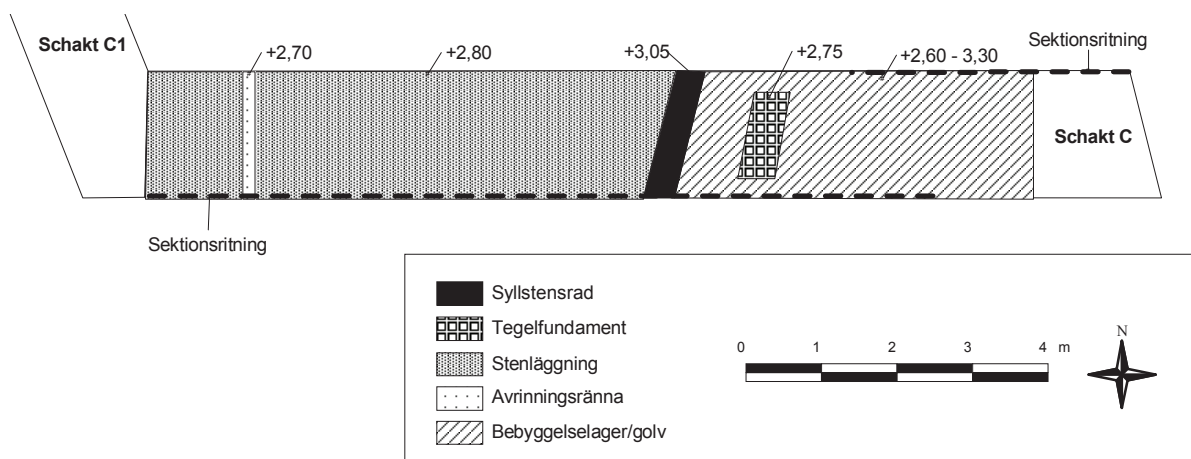 Schakt C1
+2,70
+2,80
+3,05
+2,75
+2,60 - 3,30
Sektionsritning
Schakt C
Sektionsritning
Syllstensrad
Tegelfundament
Stenläggning
Avrinningsränna
Bebyggelselager/golv
0 1 2 3 4 m
N